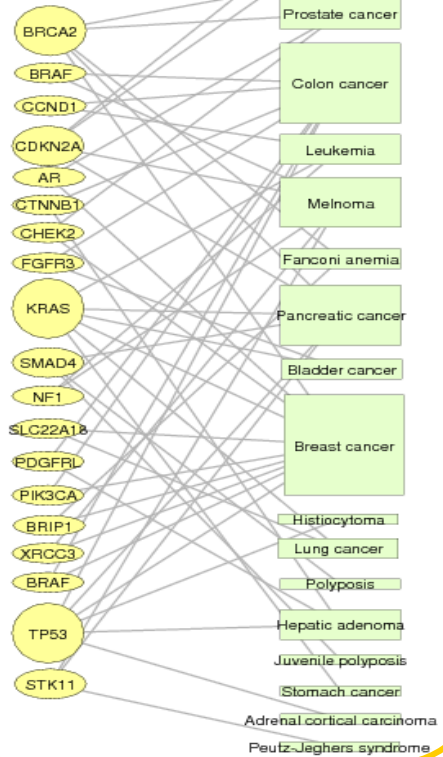 BRCA2
BRAF
CCND1
CDKN2A
AR
CTNNB1
CHEK2
FGFR3
KRAS
SMAD4
NF1
SLC22A18
PDGFRL
PIK3CA
BRIP1
XRCC3
BRAF
TP53
STK11
Prostate cancer
Colon cancer
Leukemia
Melnoma
Fanconi anemia
Pancreatic cancer
Bladder cancer
Breast cancer
Histiocytoma
Lung cancer
Polyposis
Hepatic adenoma
Juvenile polyposis
Stomach cancer
Adrenal cortical carcinoma
Peutz-Jeghers syndrome